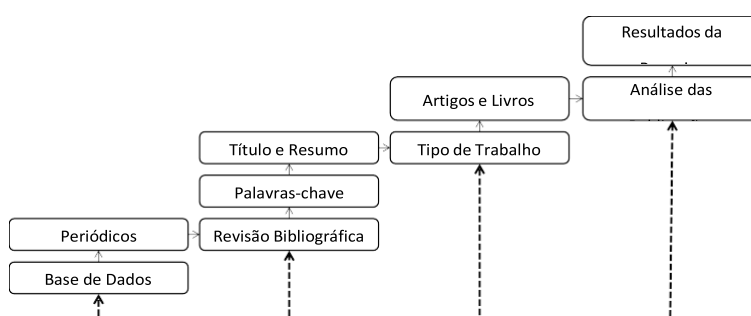 Resultados da
Análise das
Artigos e Livros
Título e Resumo
Tipo de Trabalho
Palavras-chave
Periódicos
Revisão Bibliográfica
Base de Dados